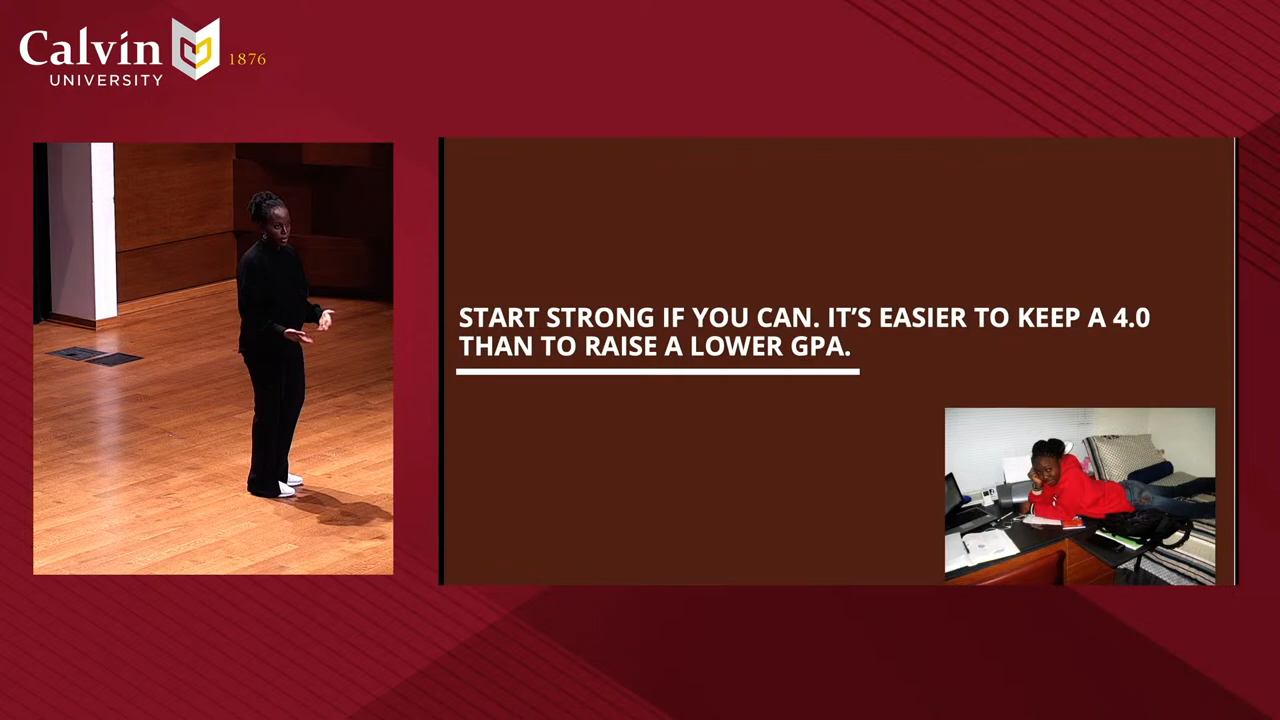 Calvin
UNIVERSITY
1876
START STRONG IF YOU CAN. IT’S EASIER TO KEEP A 4.0
THAN TO RAISE A LOWER GPA.